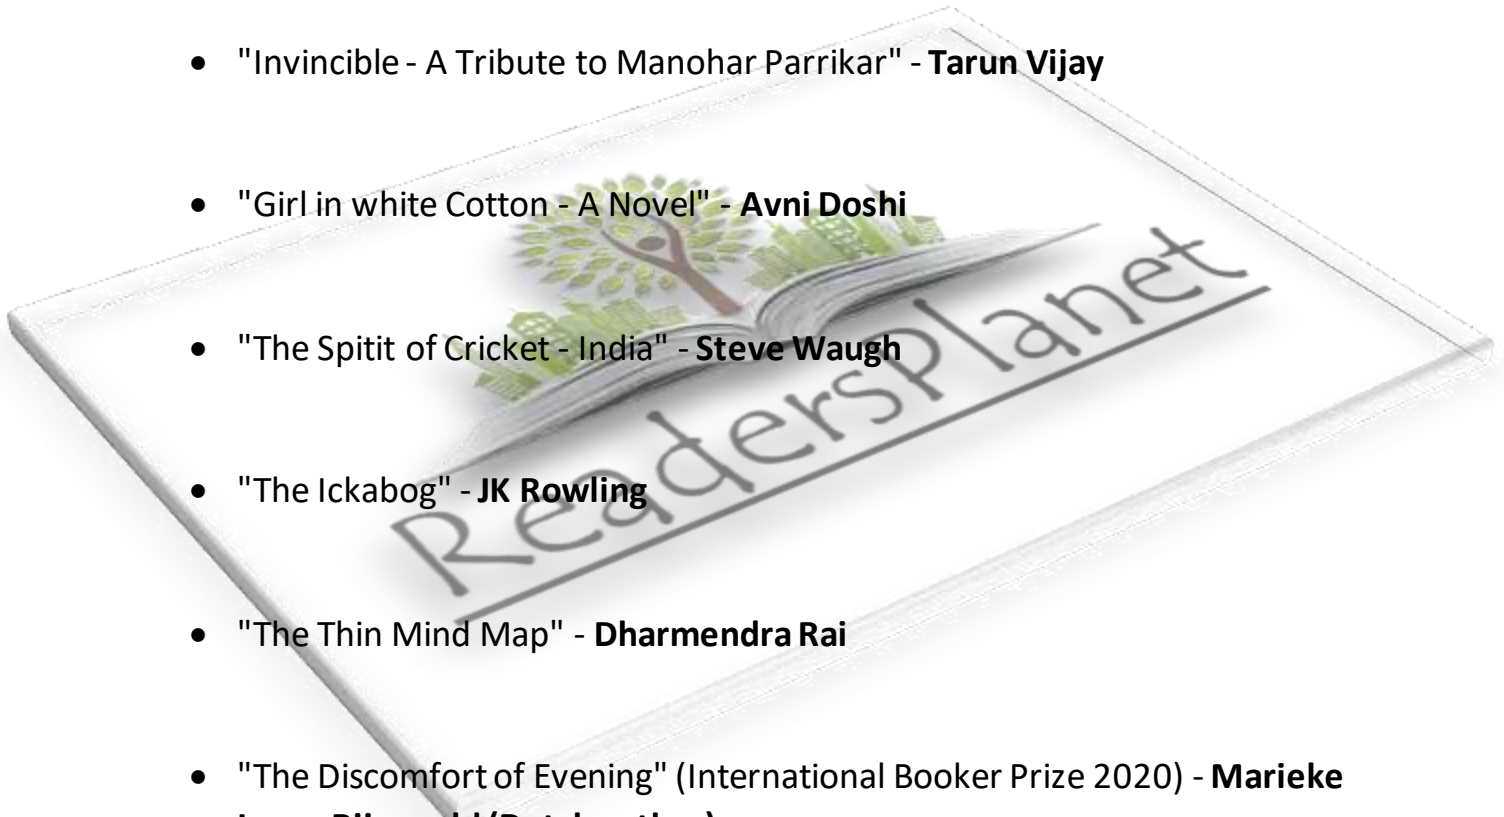 • "Invincible - A Tribute to Manohar Parrikar" - Tarun Vijay
• "Girl in white Cotton - A Novel" - Avni Doshi
• "The Spitit of Cricket - India" - Steve Waugh
• "The Ickabog" - JK Rowling
• "The Thin Mind Map" - Dharmendra Rai
• "The Discomfort of Evening" (International Booker Prize 2020) - Marieke
ReadersPlanet